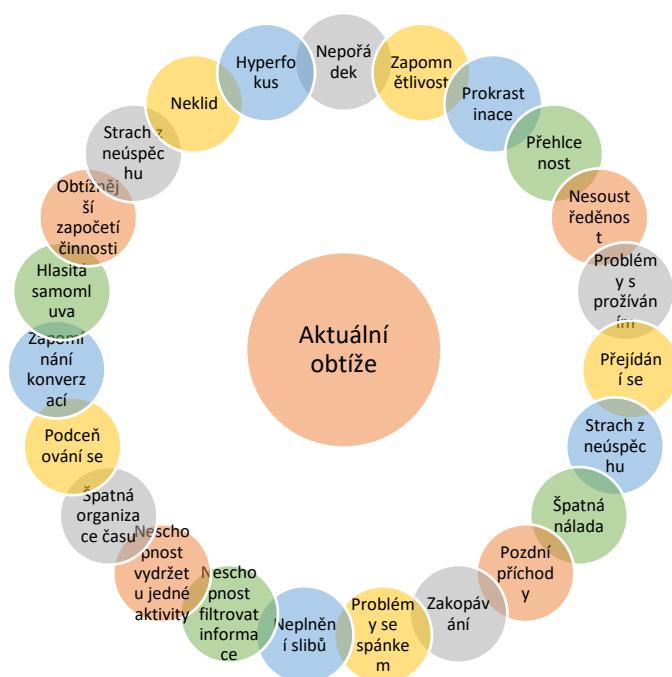 Aktuální
obtíže
Nepořá
dek
Zapomn
ětlivost
Prokrast
inace
Přehlce
nost
Nesoust
ředěnos
t
Problém
y s
prožíván
ím
Přejídán
í se
Strach z
neúspěc
hu
Špatná
nálada
Pozdní
příchod
y
Zakopáv
ání
Problém
y se
spánke
m
Neplněn
í slibů
Nescho
pnost
filtrovat
informa
ce
Nescho
pnost
vydržet
u jedné
aktivity
Špatná
organiza
ce času
Podceň
ování se
Zapomí
nání
konverz
ací
Hlasitá
samoml
uva
Obtížněj
ší
započetí
činnosti
Strach z
neúspěc
hu
Neklid
Hyperfo
kus